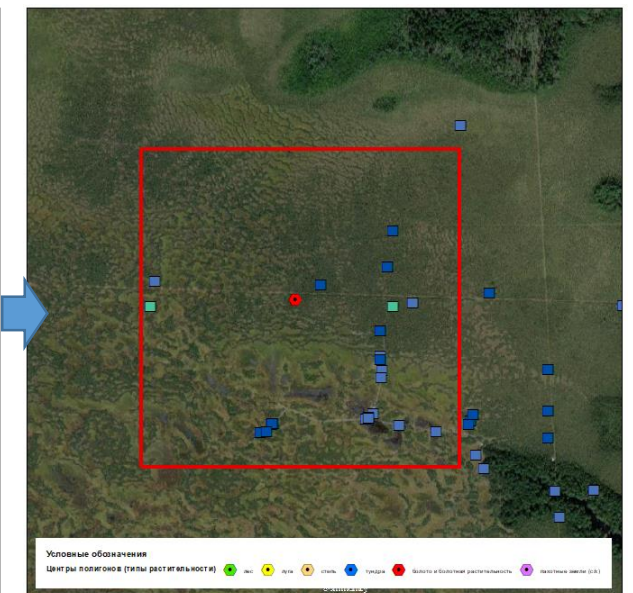 Условные обозначения
Центры полигонов (типы растительности) лес луга степь тундра болото и болотная растительность пахотные земли (с/х)